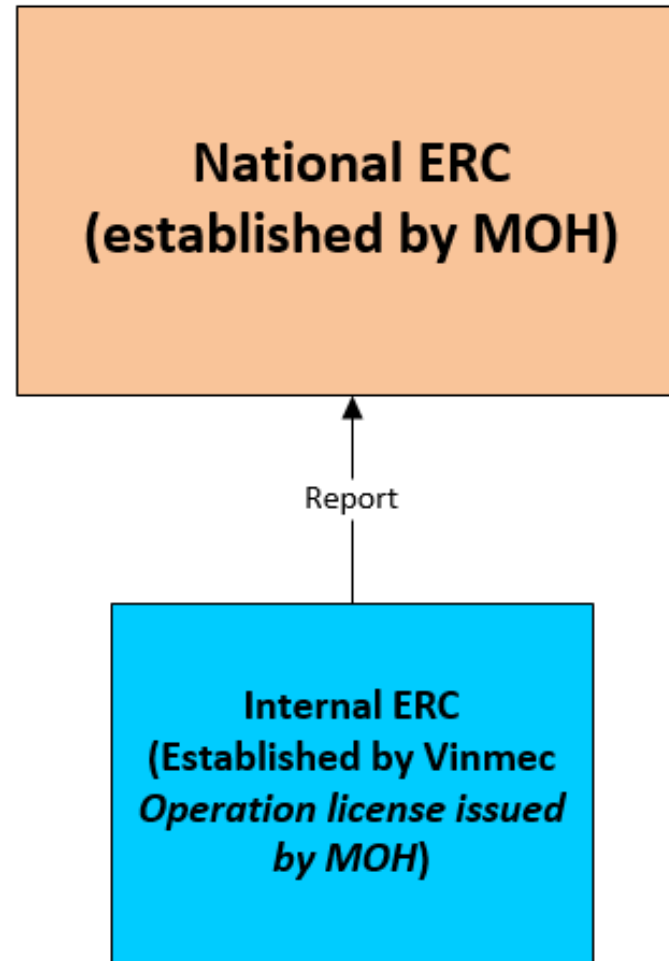 National ERC
(established by MOH)
Report
Internal ERC
(Established by Vinmec
Operation license issued
by MOH)